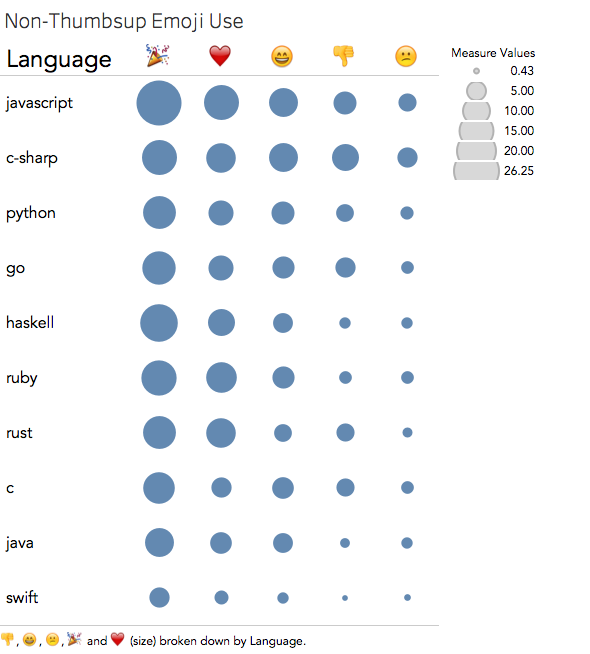 Non-Thumbsup Emoji Use
Language 🎉 ❤️ 😄 👎 😕
Measure Values
0.43
5.00
10.00
15.00
20.00
26.25
javascript
c-sharp
python
go
haskell
ruby
rust
c
java
swift
👎, 😄, 😕, 🎉 and ❤️ (size) broken down by Language.